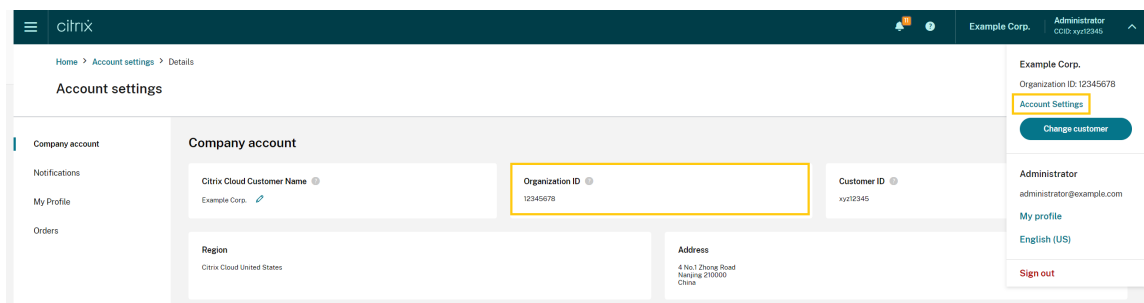 citrix
11
?
Example Corp.
Administrator
CCID: xyz12345
Home > Account settings > Details
Account settings
Example Corp.
Organization ID: 12345678
Account Settings
Change customer
Administrator
administrator@example.com
My profile
English (US)
Sign out
Company account
Notifications
My Profile
Orders
Company account
Citrix Cloud Customer Name ?
Example Corp.
Organization ID ?
12345678
Customer ID ?
xyz12345
Region
Citrix Cloud United States
Address
4 No.1 Zhong Road
Nanjing 210000
China